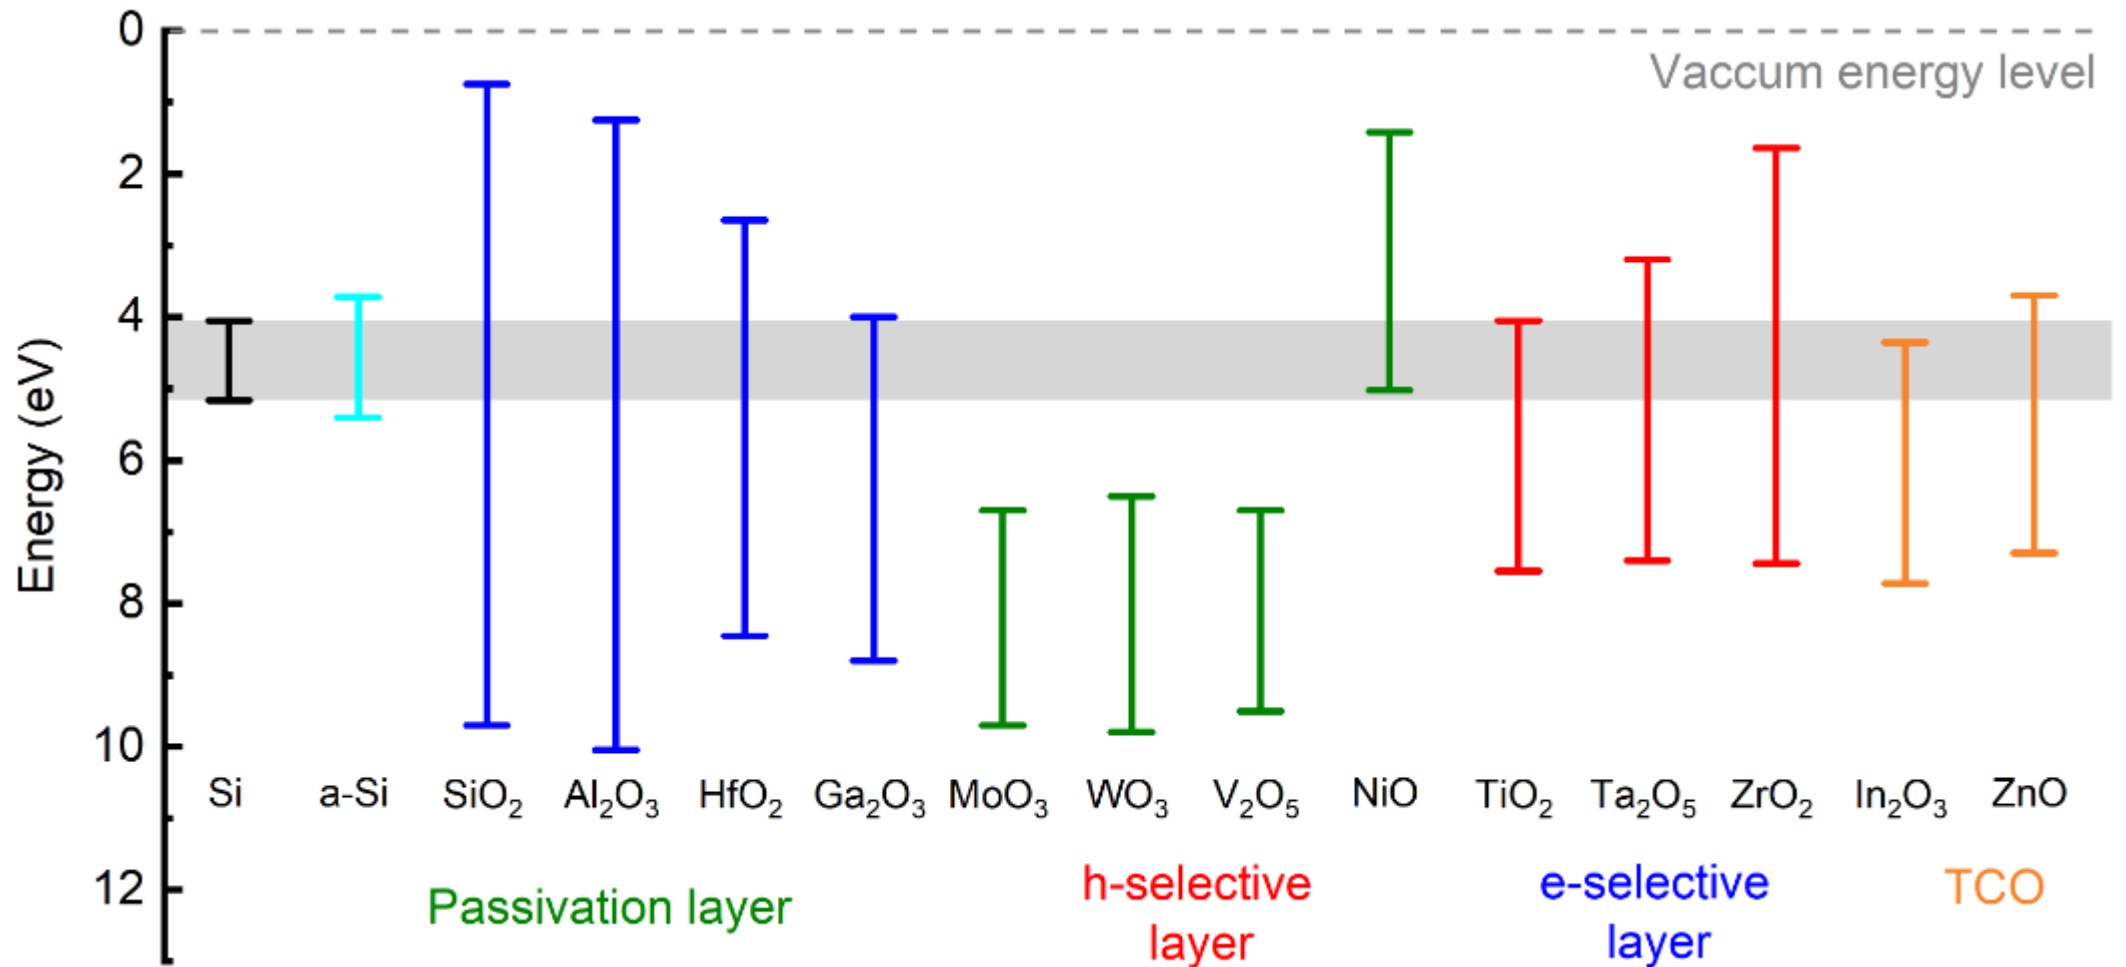 0
Vaccum energy level
2
4
6
8
10
12
Energy (eV)
Si a-Si SiO₂ Al₂O₃ HfO₂ Ga₂O₃ MoO₃ WO₃ V₂O₅ NiO TiO₂ Ta₂O₅ ZrO₂ In₂O₃ ZnO
Passivation layer
h-selective
layer
e-selective
layer
TCO